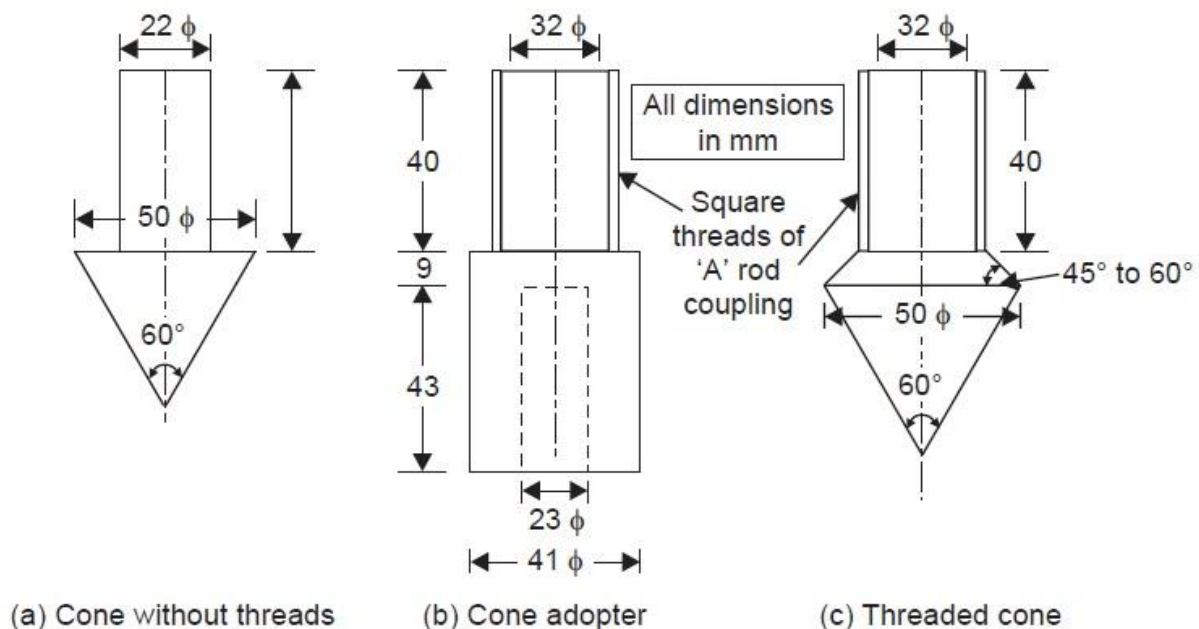 22 ϕ
50 ϕ
60°
(a) Cone without threads
32 ϕ
40
9
43
23 ϕ
41 ϕ
(b) Cone adopter
All dimensions
in mm
Square
threads of
‘A’ rod
coupling
32 ϕ
40
45° to 60°
50 ϕ
60°
(c) Threaded cone